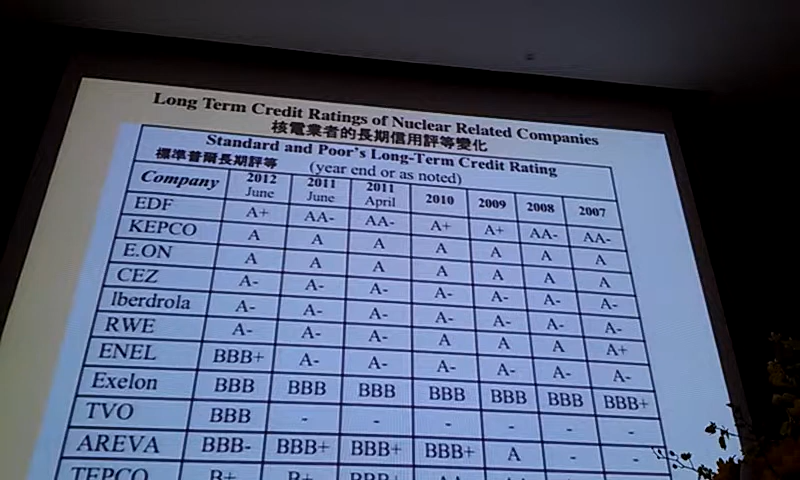 Long Term Credit Ratings of Nuclear Related Companies
核電業者的長期信用評等變化
Standard and Poor's Long-Term Credit Rating
標準普爾長期評等 (year end or as noted)
Company 2012 June 2011 June 2011 April 2010 2009 2008 2007
EDF A+ AA- AA- A+ A+ AA- AA-
KEPCO A A A A A A A
E.ON A A A A A A A
CEZ A- A- A- A- A- A- A-
Iberdrola A- A- A- A- A- A- A-
RWE A- A- A- A A A A+
ENEL BBB+ A- A- A- A- A- A-
Exelon BBB BBB BBB BBB BBB BBB BBB+
TVO BBB - - - - - -
AREVA BBB- BBB+ BBB+ BBB+ A - -
TEPCO B+ B+ BBB+